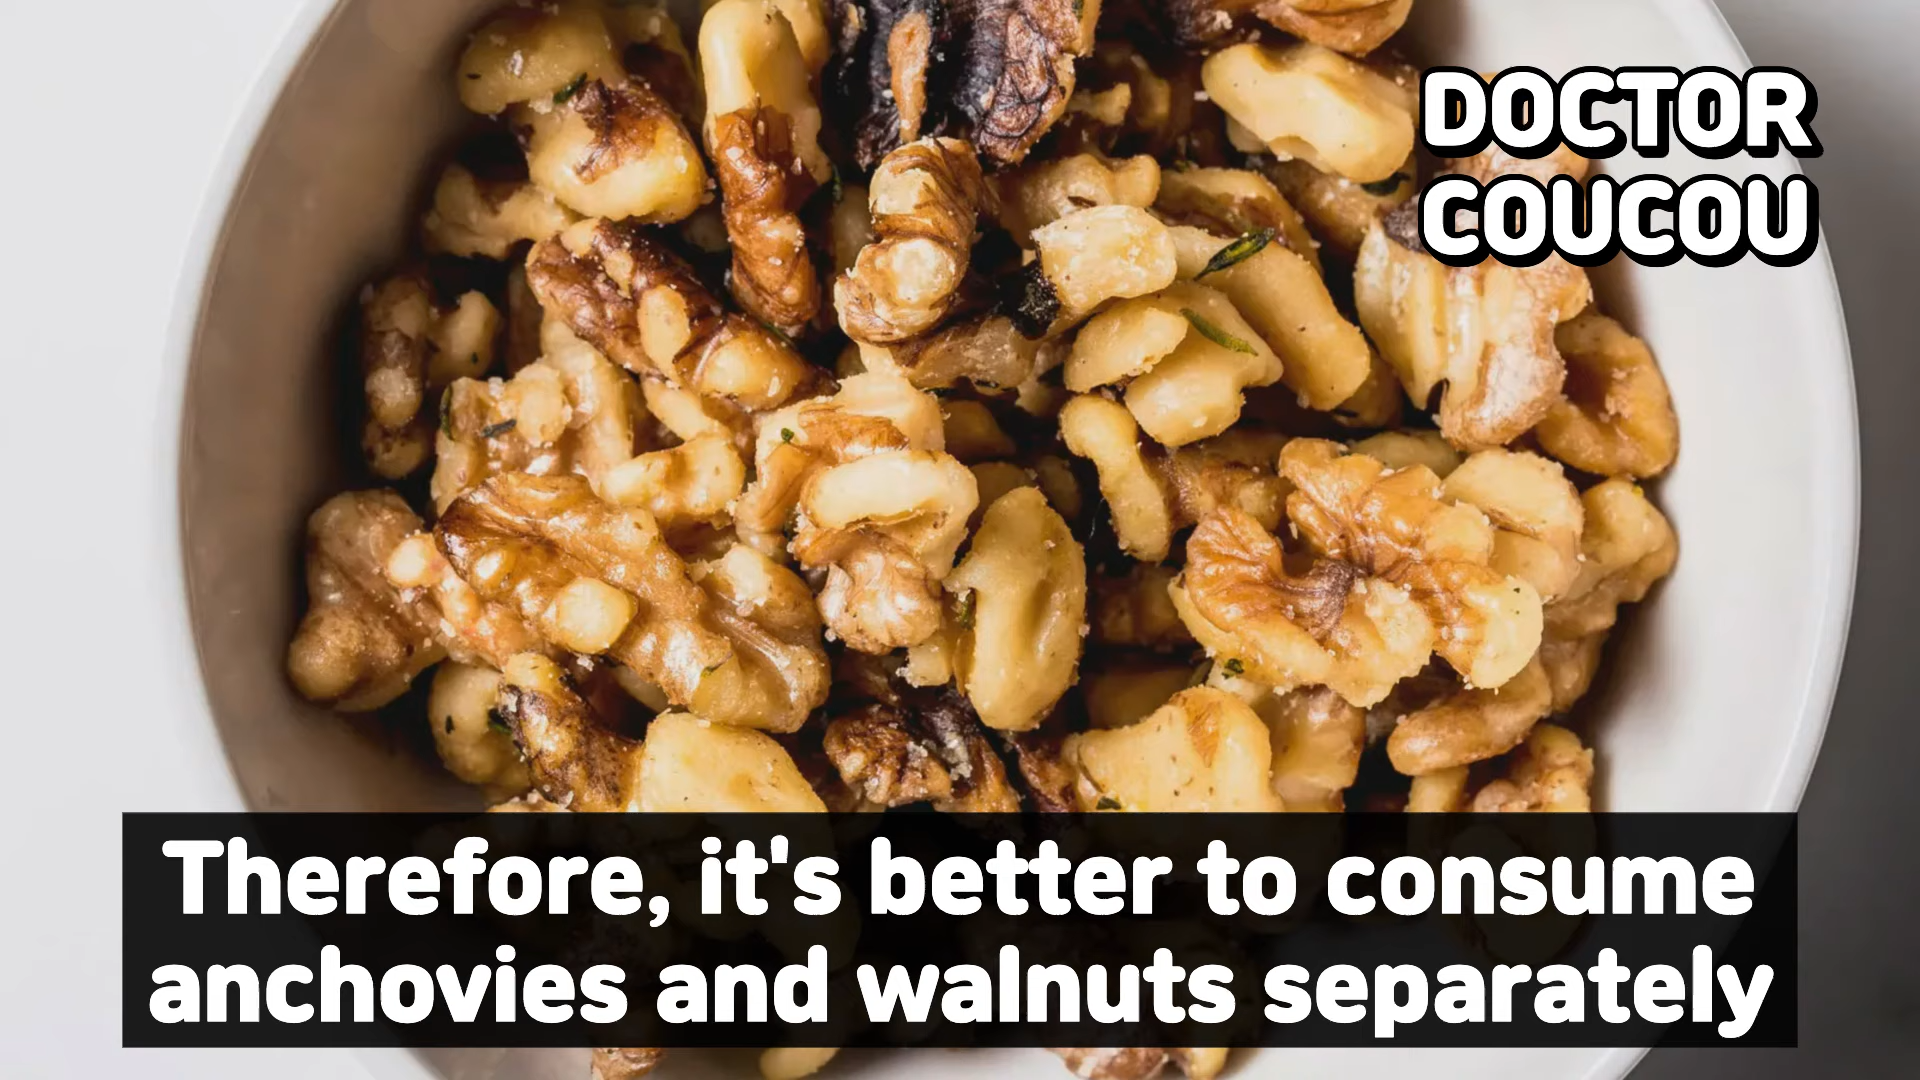 DOCTOR
COUCOU
Therefore, it's better to consume
anchovies and walnuts separately